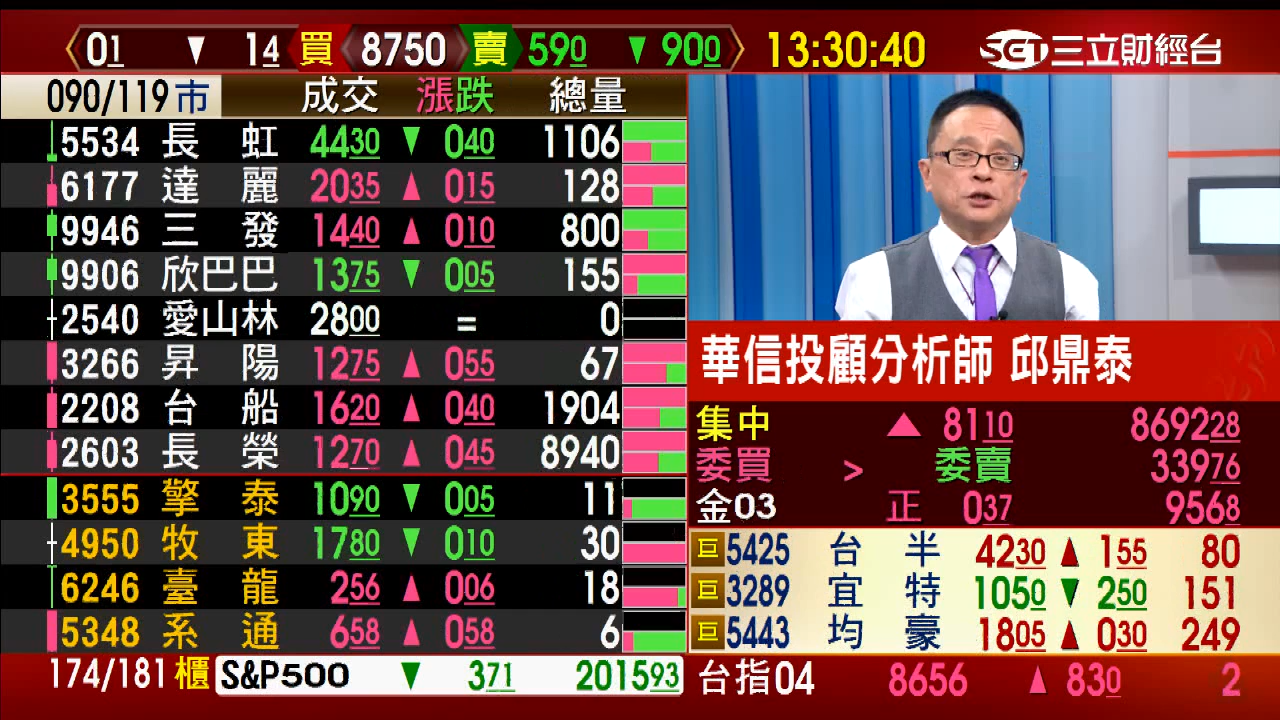 01 ▼ 14 買 8750 賣 590 ▼ 900 13:30:40 SET三立財經台
090/119 市 成交 漲跌 總量
5534 長虹 4430 ▼ 040 1106
6177 達麗 2035 ▲ 015 128
9946 三發 1440 ▲ 010 800
9906 欣巴巴 1375 ▼ 005 155
2540 愛山林 2800 = 0
3266 昇陽 1275 ▲ 055 67
2208 台船 1620 ▲ 040 1904
2603 長榮 1270 ▲ 045 8940
3555 擎泰 1090 ▼ 005 11
4950 牧東 1780 ▼ 010 30
6246 臺龍 256 ▲ 006 18
5348 系通 658 ▲ 058 6
174/181 櫃 S&P500 ▼ 371 201593
華信投顧分析師 邱鼎泰
集中 ▲ 8110 869228
委買 > 委賣 33976
金03 正 037 9568
巨 5425 台半 4230 ▲ 155 80
巨 3289 宜特 1050 ▼ 250 151
巨 5443 均豪 1805 ▲ 030 249
台指04 8656 ▲ 830 2